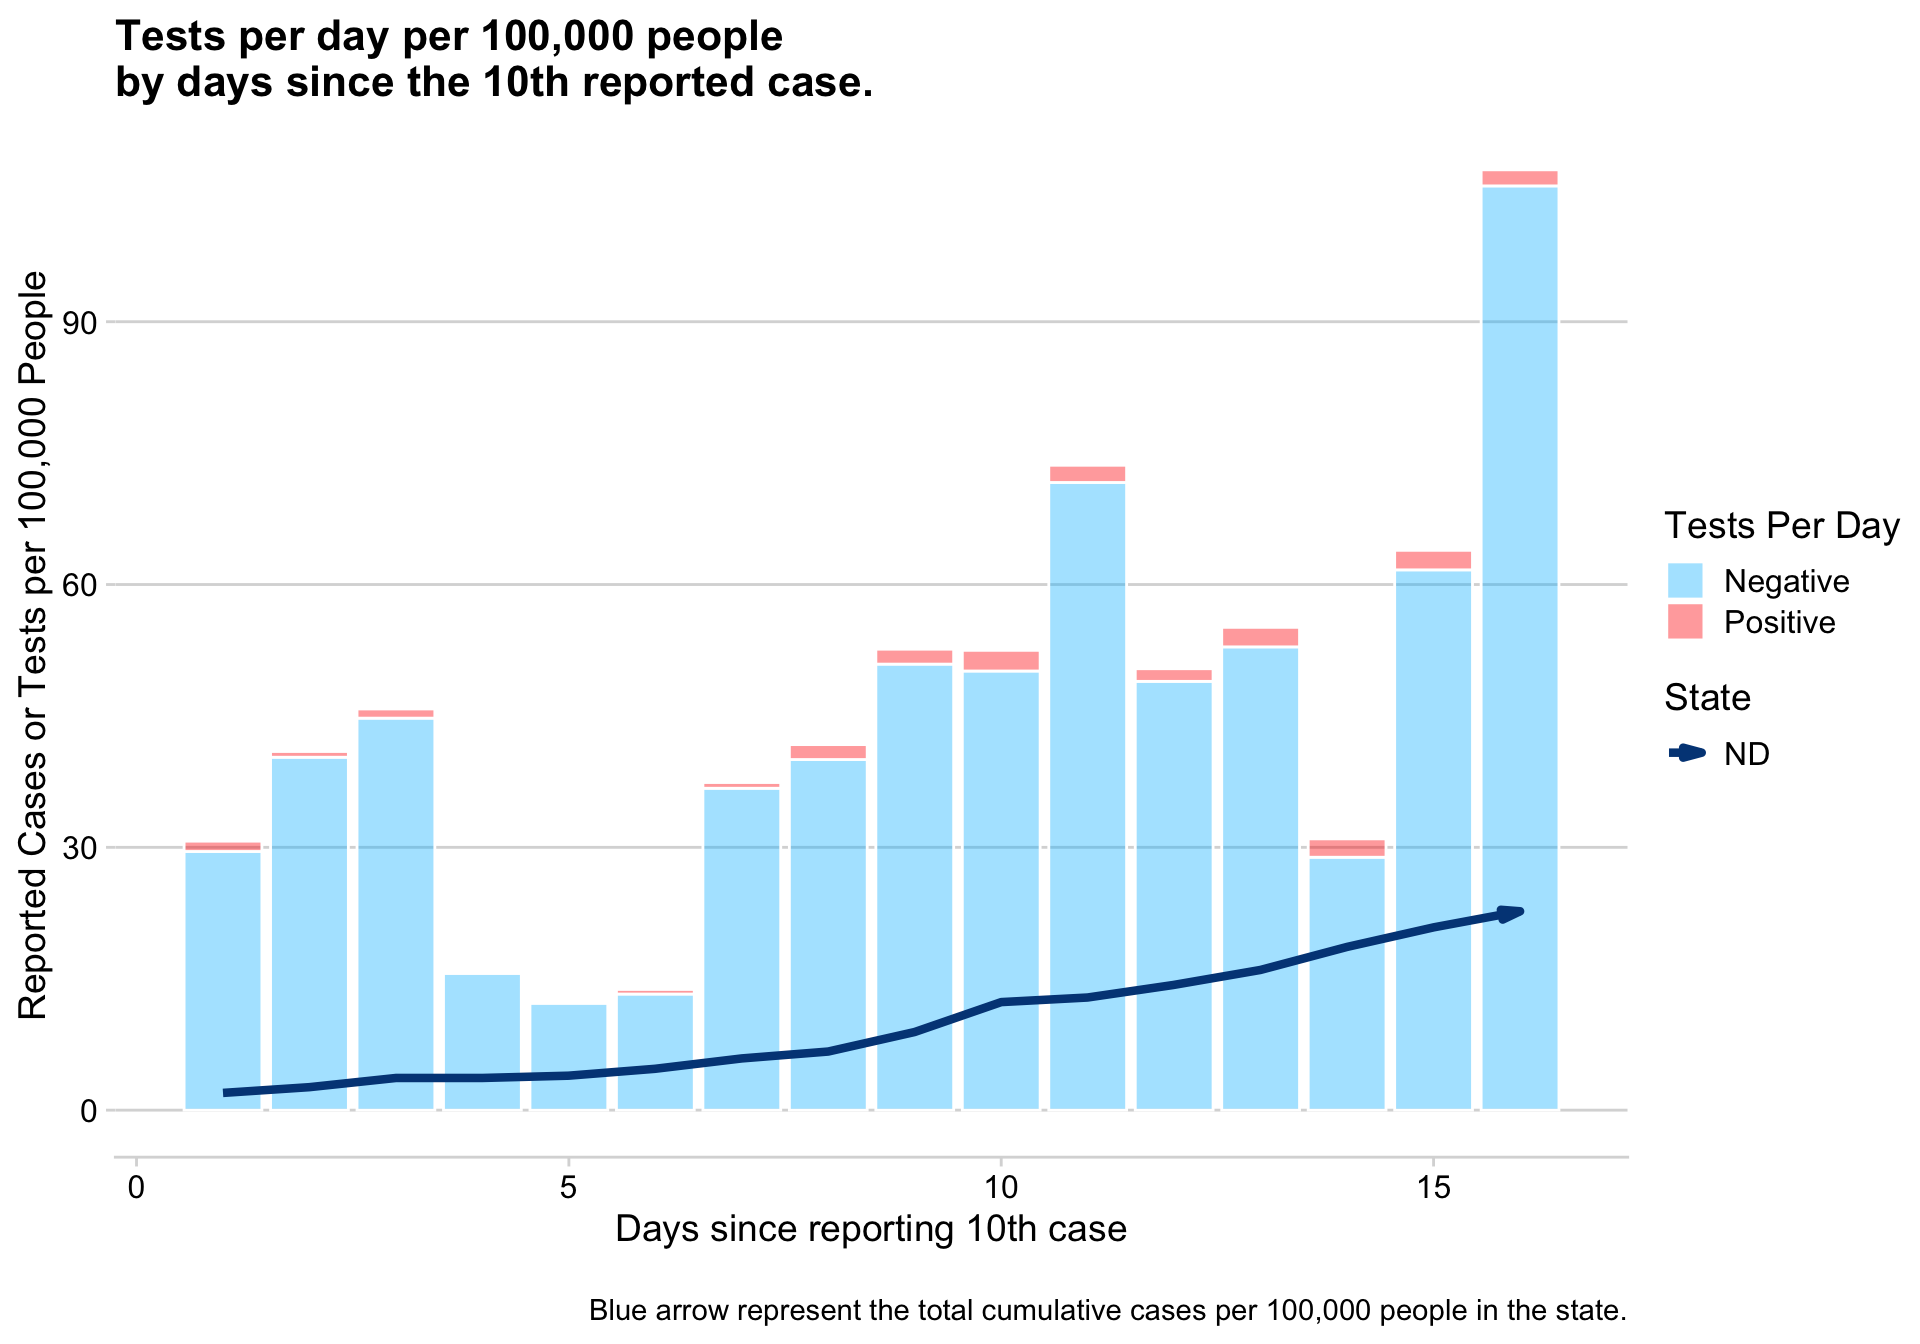 Tests per day per 100,000 people
by days since the 10th reported case.
Reported Cases or Tests per 100,000 People
90
60
30
0
0 5 10 15
Days since reporting 10th case
Tests Per Day
Negative
Positive
State
ND
Blue arrow represent the total cumulative cases per 100,000 people in the state.